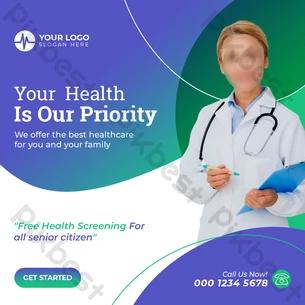 YOUR LOGO
SLOGAN HERE
Your Health
Is Our Priority
We offer the best healthcare
for you and your family
"Free Health Screening For
all senior citizen"
GET STARTED
Call Us Now!
000 1234 5678
pikbest